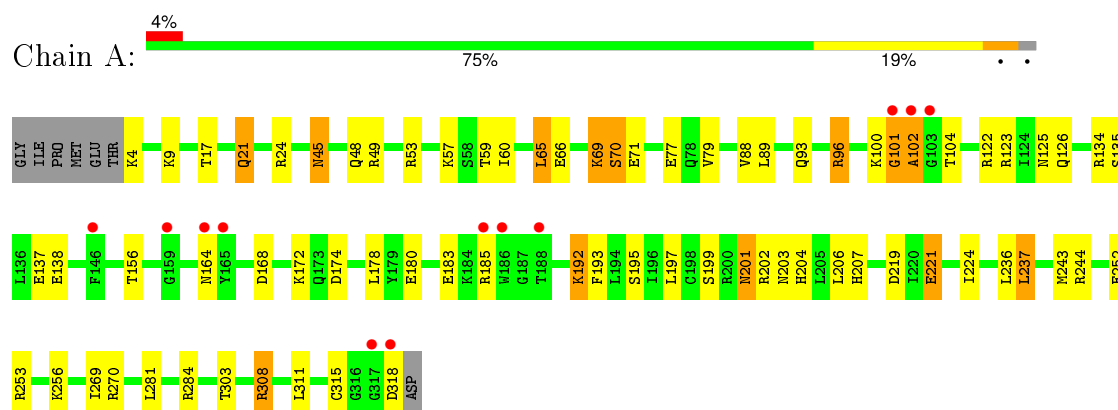 4%
Chain A:
75% 19% • •
GLY ILE PRO MET GLU THR K4 K9 T17 Q21 R24 N45 Q48 R49 R53 K57 S58 T59 I60 L65 E66 K69 S70 E71 E77 Q78 V79 V88 L89 Q93 R96 K100 G101 A102 G103 T104 R122 R123 I124 N125 Q126 R134 S135
L136 E137 E138 F146 T156 G159 N164 Y165 D168 K172 Q173 D174 L178 Y179 E180 E183 K184 R185 W186 G187 T188 K192 F193 L194 S195 I196 L197 C198 S199 R200 N201 R202 N203 H204 L205 L206 H207 D219 I220 E221 I224 L236 L237 M243 R244 E252
R253 K256 I269 R270 L281 R284 T303 R308 L311 C315 G316 G317 D318 ASP